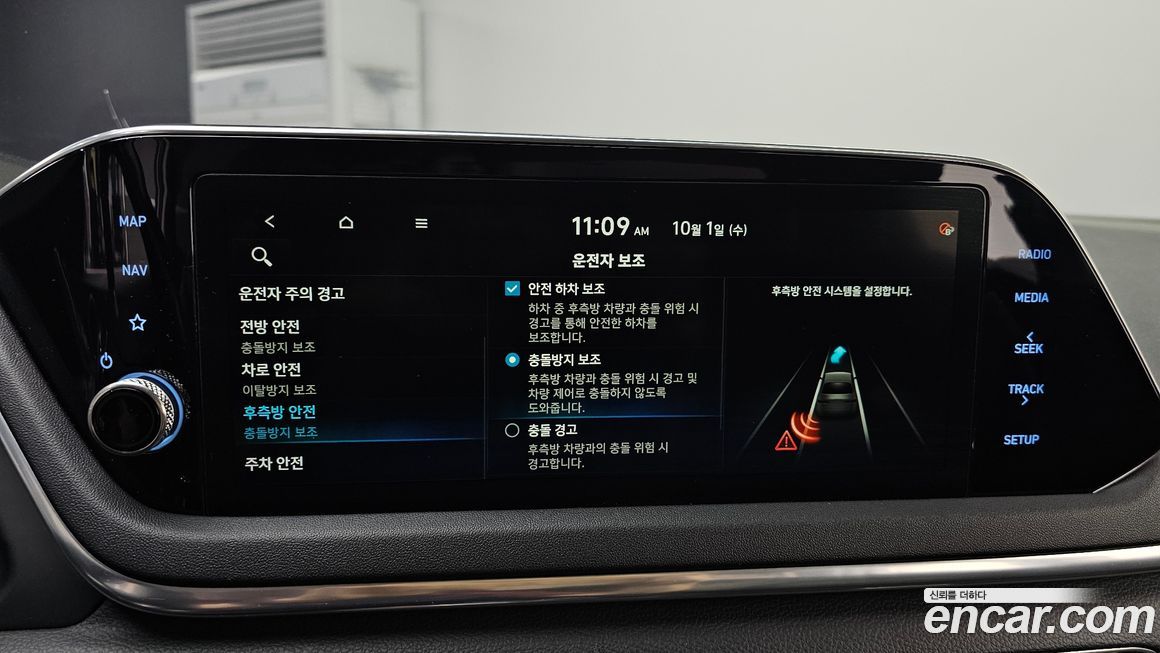 MAP
NAV
11:09 AM 10월 1일 (수)
운전자 보조
운전자 주의 경고
전방 안전
충돌방지 보조
차로 안전
이탈방지 보조
후측방 안전
충돌방지 보조
주차 안전
안전 하차 보조
하차 중 후측방 차량과 충돌 위험 시
경고를 통해 안전한 하차를
보조합니다.
충돌방지 보조
후측방 차량과 충돌 위험 시 경고 및
차량 제어로 충돌하지 않도록
도와줍니다.
충돌 경고
후측방 차량과의 충돌 위험 시
경고합니다.
후측방 안전 시스템을 설정합니다.
RADIO
MEDIA
SEEK
TRACK
SETUP
신뢰를 더하다
encar.com